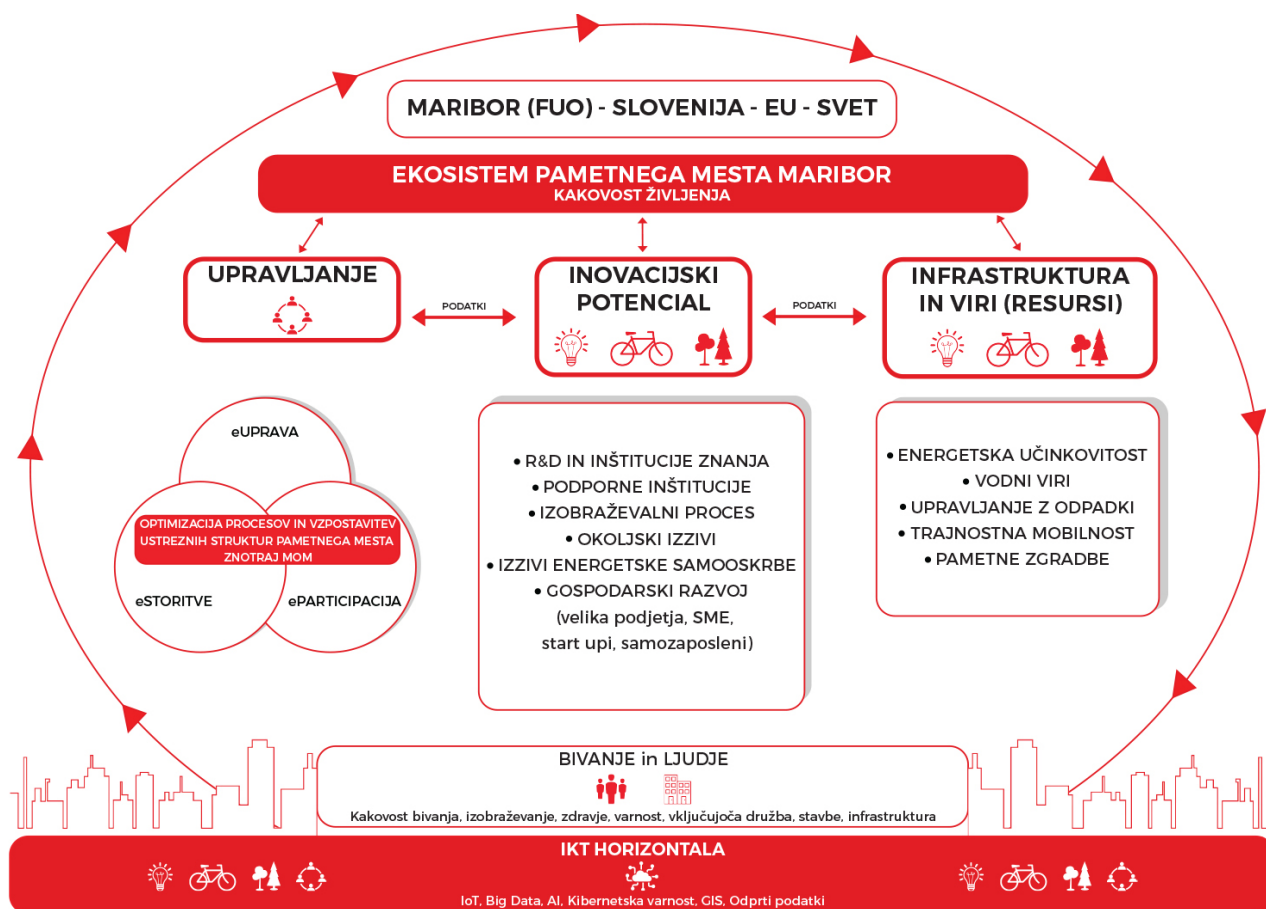 MARIBOR (FUO) - SLOVENIJA - EU - SVET
EKOSISTEM PAMETNEGA MESTA MARIBOR
KAKOVOST ŽIVLJENJA
UPRAVLJANJE
PODATKI
INOVACIJSKI
POTENCIAL
PODATKI
INFRASTRUKTURA
IN VIRI (RESURSI)
eUPRAVA
OPTIMIZACIJA PROCESOV IN VZPOSTAVITEV
USTREZNIH STRUKTUR PAMETNEGA MESTA
ZNOTRAJ MOM
eSTORITVE
ePARTICIPACIJA
• R&D IN INŠTITUCIJE ZNANJA
• PODPORNE INŠTITUCIJE
• IZOBRAŽEVALNI PROCES
• OKOLJSKI IZZIVI
• IZZIVI ENERGETSKE SAMOOSKRBE
• GOSPODARSKI RAZVOJ
(velika podjetja, SME,
start upi, samozaposleni)
• ENERGETSKA UČINKOVITOST
• VODNI VIRI
• UPRAVLJANJE Z ODPADKI
• TRAJNOSTNA MOBILNOST
• PAMETNE ZGRADBE
BIVANJE in LJUDJE
Kakovost bivanja, izobraževanje, zdravje, varnost, vključujoča družba, stavbe, infrastruktura
IKT HORIZONTALA
IoT, Big Data, AI, Kibernetska varnost, GIS, Odprti podatki